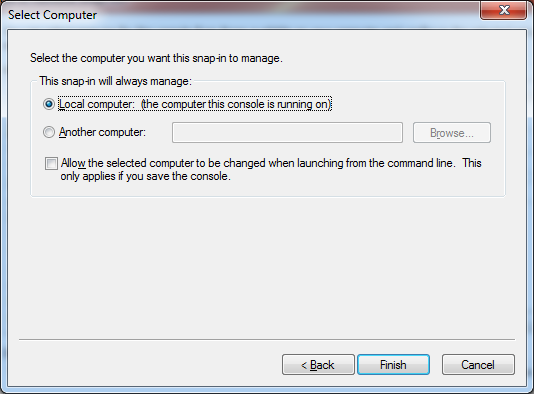 Select Computer
Select the computer you want this snap-in to manage.
This snap-in will always manage:
Local computer: (the computer this console is running on)
Another computer:
Browse...
Allow the selected computer to be changed when launching from the command line. This
only applies if you save the console.
< Back
Finish
Cancel